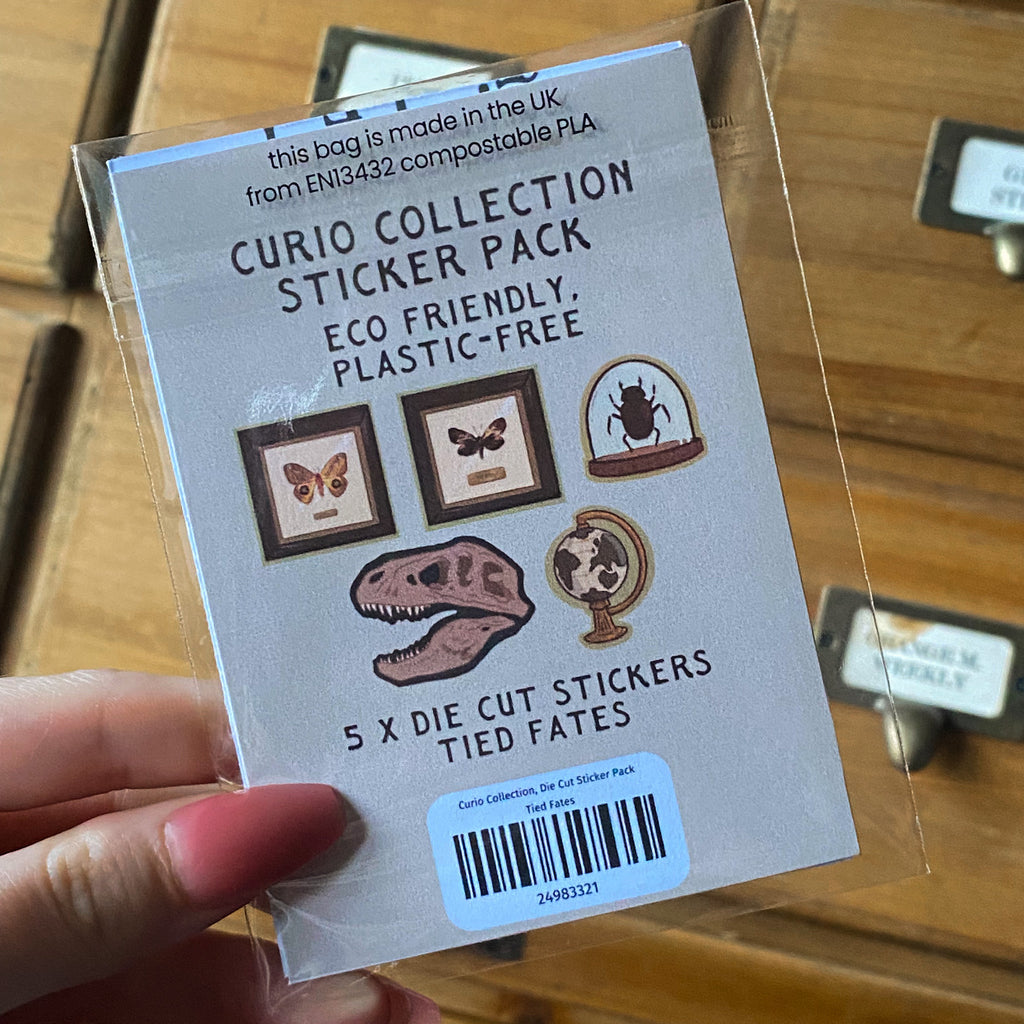 this bag is made in the UK
from EN13432 compostable PLA
CURIO COLLECTION
STICKER PACK
ECO FRIENDLY,
PLASTIC-FREE
5 X DIE CUT STICKERS
TIED FATES
Curio Collection, Die Cut Sticker Pack
Tied Fates
24983321
WEEKLY